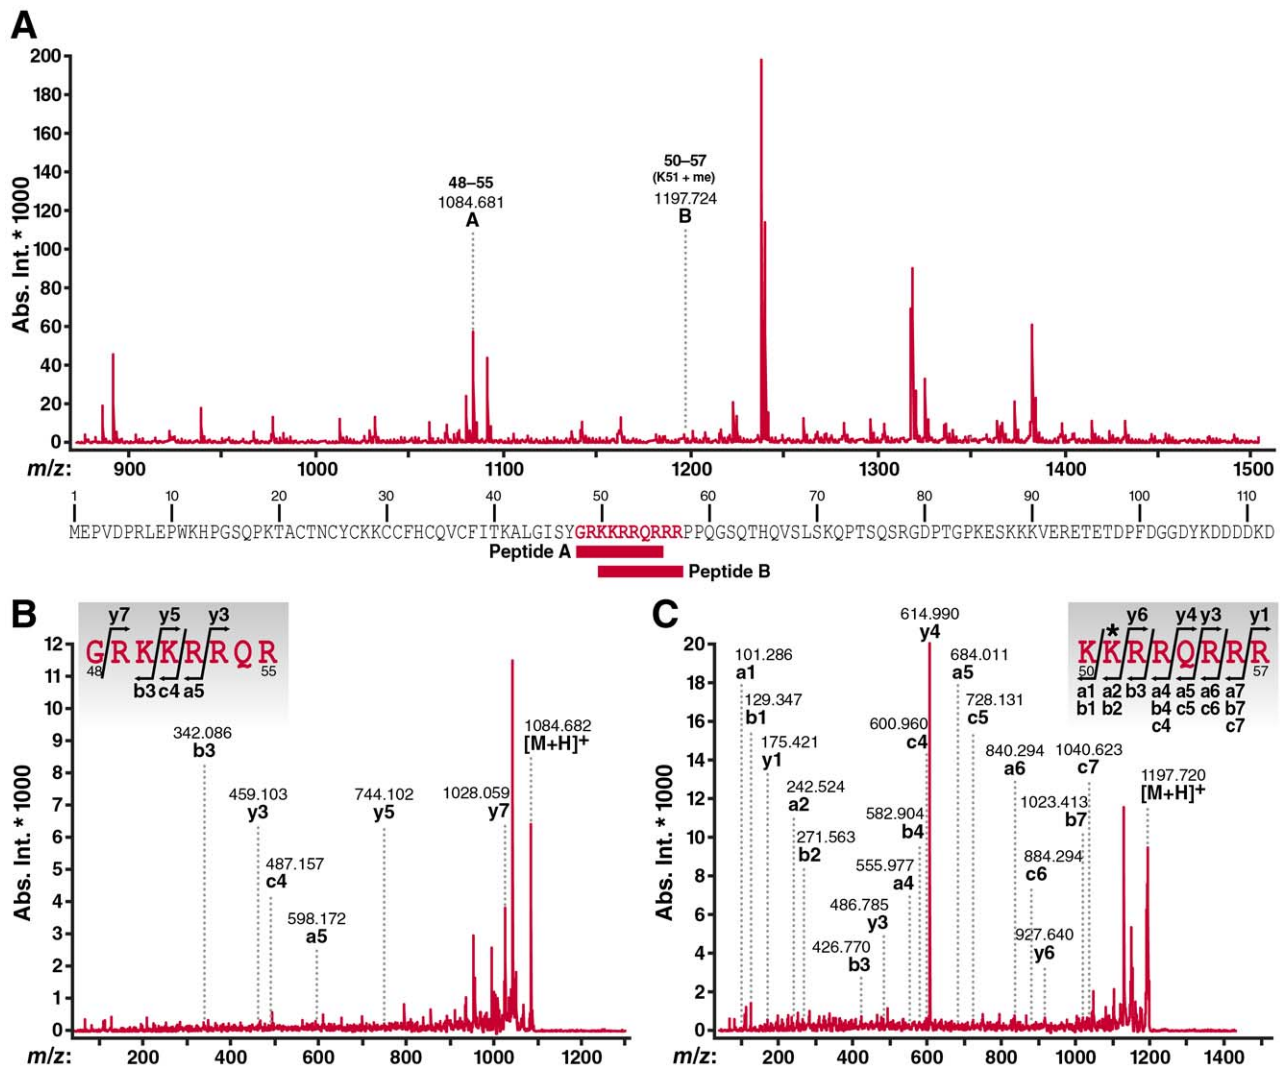 A
200
180
160
140
120
100
80
60
40
20
0
Abs. Int. * 1000
48–55
1084.681
A
50–57
(K51 + me)
1197.724
B
m/z: 900 1000 1100 1200 1300 1400 1500
1 10 20 30 40 50 60 70 80 90 100 110
MEPVDPRLEPWKHPGSQPKTACTNCYCKKCCFHCQVCFITKALGISYGRKKRRQRRRPPQGSQTHQVSLSKQPTSQSRGDPTGPKESKKKVERETETDPFDGGDYKDDDDKD
Peptide A
Peptide B
B
y7 y5 y3
GRKKRRQR
48 55
b3 c4 a5
12
11
10
9
8
7
6
5
4
3
2
1
0
Abs. Int. * 1000
342.086
b3
459.103
y3
487.157
c4
598.172
a5
744.102
y5
1028.059
y7
1084.682
[M+H]+
m/z: 200 400 600 800 1000 1200
C
*
y6 y4 y3 y1
KKRRQRRR
50 57
a1 a2 b3 a4 a5 a6 a7
b1 b2 b4 c5 c6 b7
c4 c7
20
18
16
14
12
10
8
6
4
2
0
Abs. Int. * 1000
101.286
a1
129.347
b1
175.421
y1
242.524
a2
271.563
b2
426.770
b3
486.785
y3
555.977
a4
582.904
b4
600.960
c4
614.990
y4
684.011
a5
728.131
c5
840.294
a6
884.294
c6
927.640
y6
1023.413
b7
1040.623
c7
1197.720
[M+H]+
m/z: 200 400 600 800 1000 1200 1400